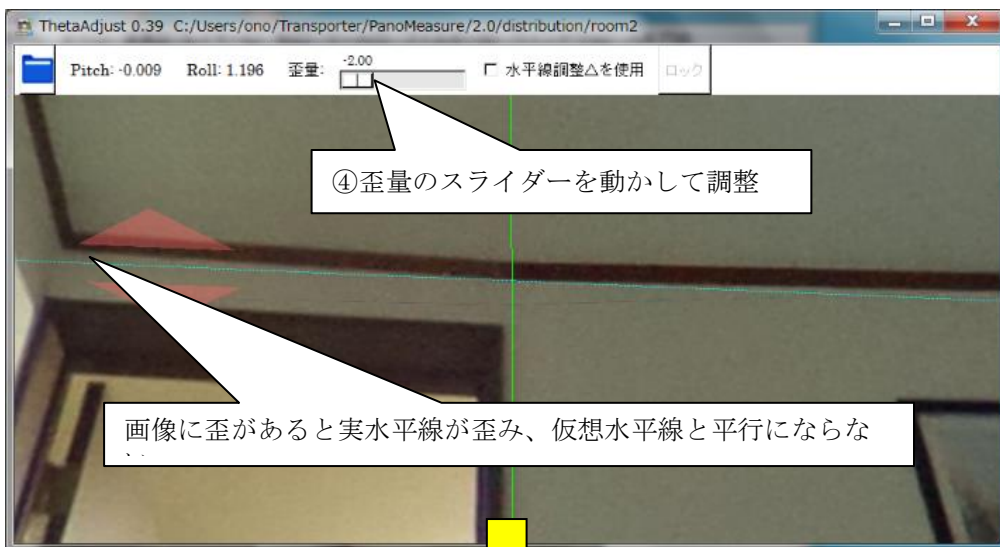 ThetaAdjust 0.39 C:/Users/ono/Transporter/PanoMeasure/2.0/distribution/room2
Pitch: -0.009 Roll: 1.196 歪量: -2.00 水平線調整△を使用 ロック
④歪量のスライダーを動かして調整
画像に歪があると実水平線が歪み、仮想水平線と平行にならな